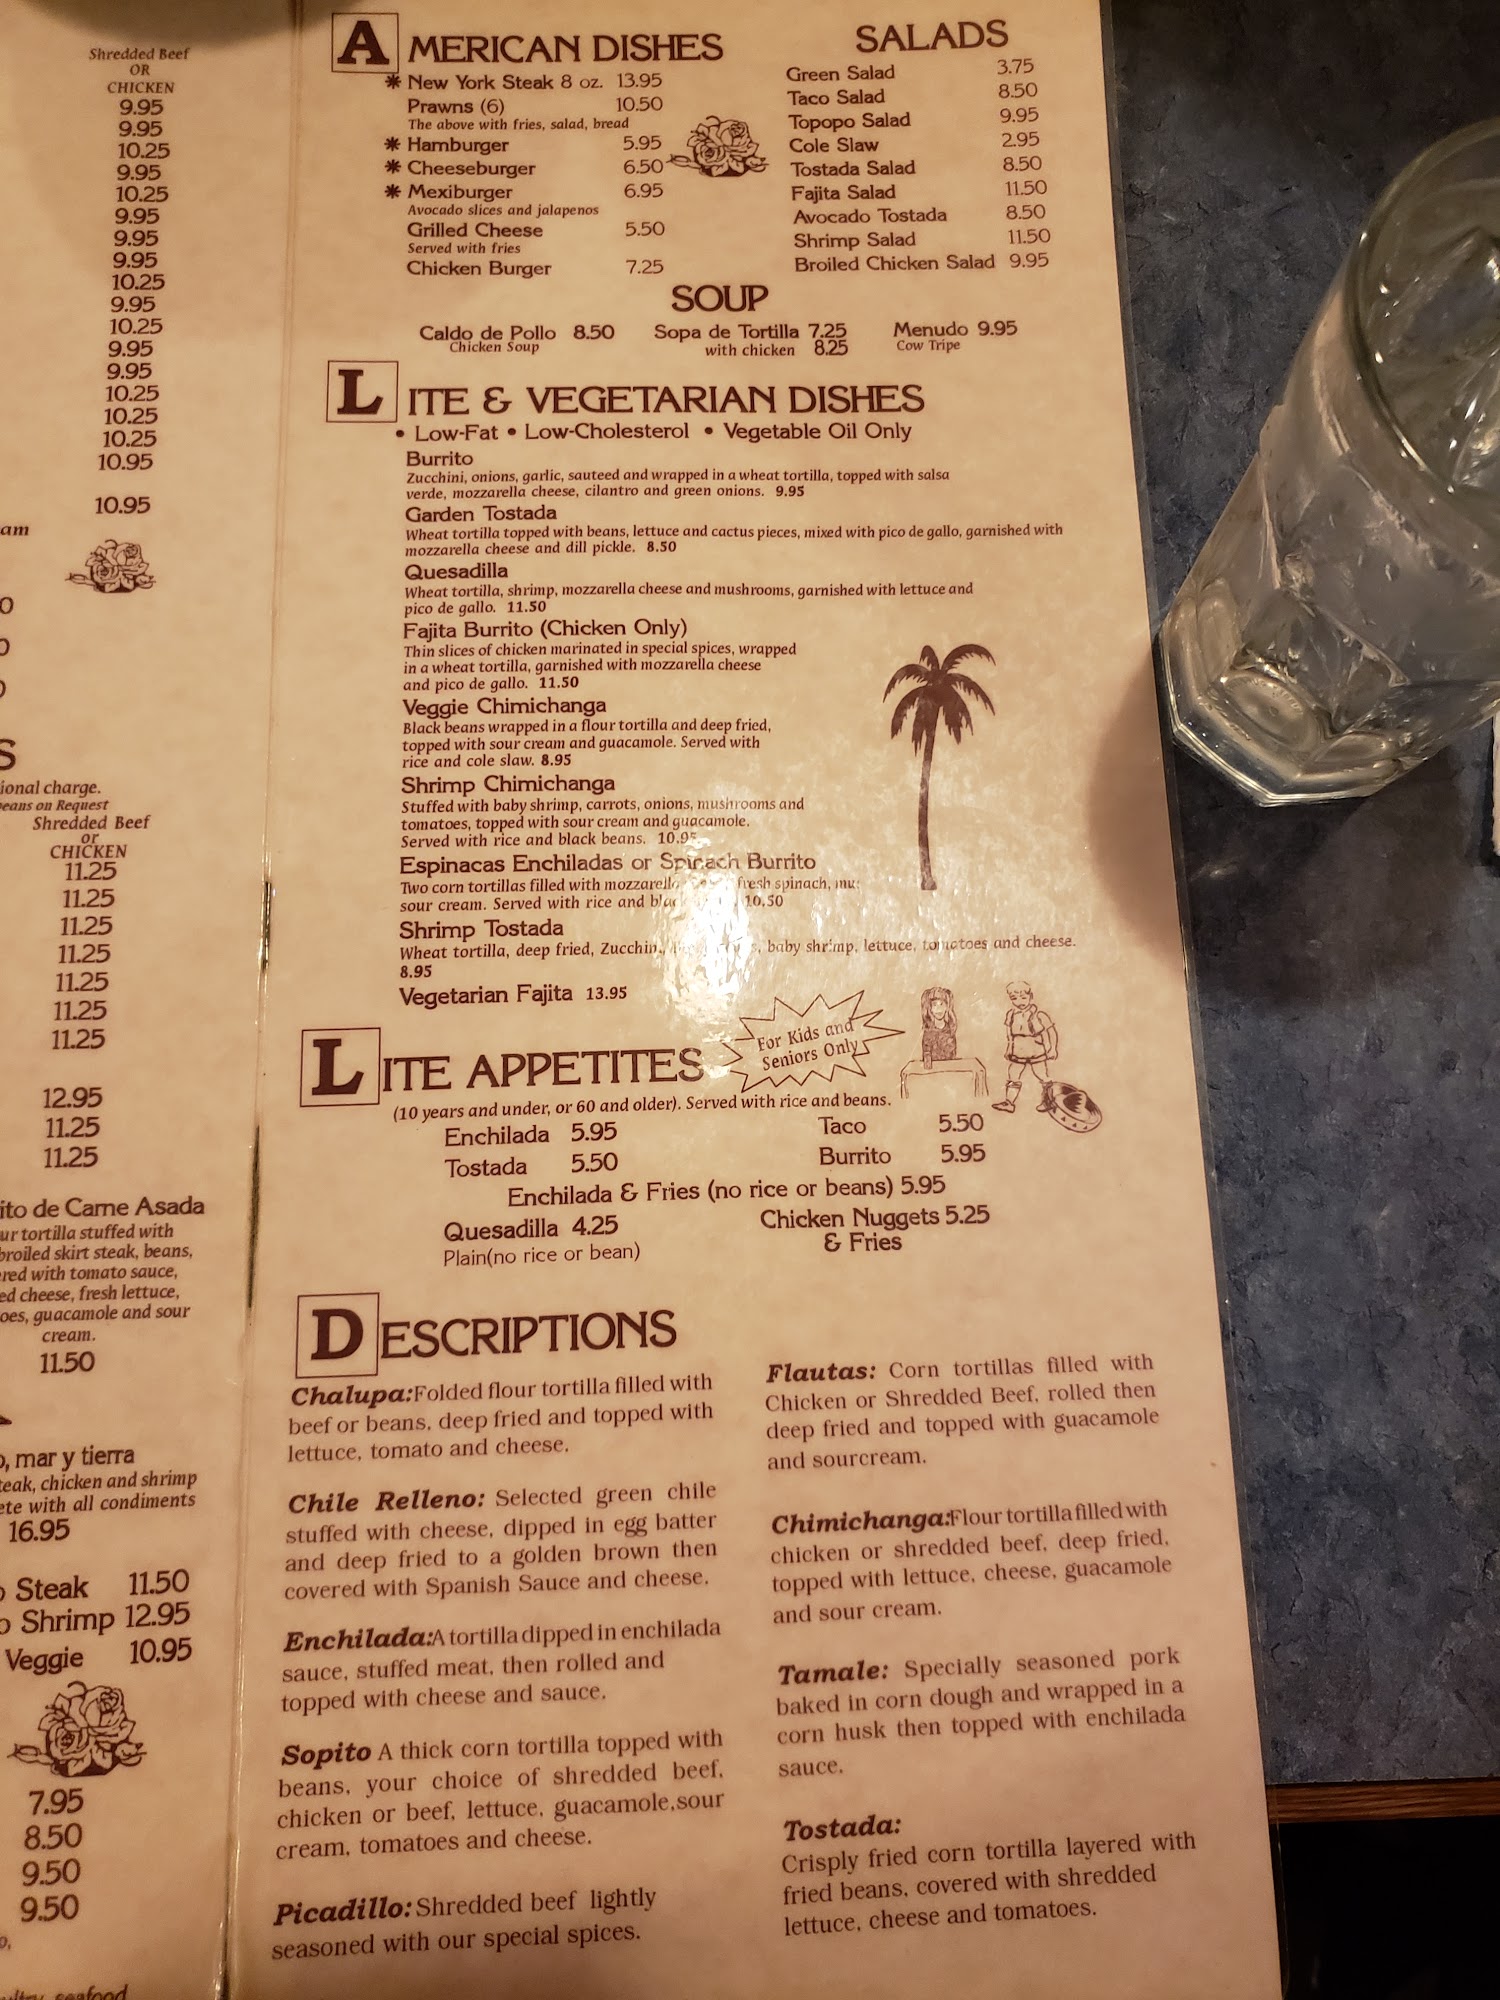 Shredded Beef
OR
CHICKEN
9.95
9.95
10.25
9.95
10.25
9.95
9.95
9.95
10.25
9.95
10.25
9.95
9.95
10.25
10.25
10.25
10.95
10.95
am
S
ional charge.
beans on Request
Shredded Beef
or
CHICKEN
11.25
11.25
11.25
11.25
11.25
11.25
11.25
12.95
11.25
11.25
ito de Carne Asada
ur tortilla stuffed with
broiled skirt steak, beans,
ered with tomato sauce,
ed cheese, fresh lettuce,
oes, guacamole and sour
cream.
11.50
o, mar y tierra
teak, chicken and shrimp
ete with all condiments
16.95
o Steak 11.50
o Shrimp 12.95
Veggie 10.95
7.95
8.50
9.50
9.50
seafood
AMERICAN DISHES
* New York Steak 8 oz. 13.95
Prawns (6) 10.50
The above with fries, salad, bread
* Hamburger 5.95
* Cheeseburger 6.50
* Mexiburger 6.95
Avocado slices and jalapenos
Grilled Cheese 5.50
Served with fries
Chicken Burger 7.25
SALADS
Green Salad 3.75
Taco Salad 8.50
Topopo Salad 9.95
Cole Slaw 2.95
Tostada Salad 8.50
Fajita Salad 11.50
Avocado Tostada 8.50
Shrimp Salad 11.50
Broiled Chicken Salad 9.95
SOUP
Caldo de Pollo 8.50 Sopa de Tortilla 7.25 Menudo 9.95
Chicken Soup with chicken 8.25 Cow Tripe
LITE & VEGETARIAN DISHES
• Low-Fat • Low-Cholesterol • Vegetable Oil Only
Burrito
Zucchini, onions, garlic, sauteed and wrapped in a wheat tortilla, topped with salsa
verde, mozzarella cheese, cilantro and green onions. 9.95
Garden Tostada
Wheat tortilla topped with beans, lettuce and cactus pieces, mixed with pico de gallo, garnished with
mozzarella cheese and dill pickle. 8.50
Quesadilla
Wheat tortilla, shrimp, mozzarella cheese and mushrooms, garnished with lettuce and
pico de gallo. 11.50
Fajita Burrito (Chicken Only)
Thin slices of chicken marinated in special spices, wrapped
in a wheat tortilla, garnished with mozzarella cheese
and pico de gallo. 11.50
Veggie Chimichanga
Black beans wrapped in a flour tortilla and deep fried,
topped with sour cream and guacamole. Served with
rice and cole slaw. 8.95
Shrimp Chimichanga
Stuffed with baby shrimp, carrots, onions, mushrooms and
tomatoes, topped with sour cream and guacamole.
Served with rice and black beans. 10.95
Espinacas Enchiladas or Spinach Burrito
Two corn tortillas filled with mozzarella fresh spinach,
sour cream. Served with rice and 10.50
Shrimp Tostada
Wheat tortilla, deep fried, baby shrimp, lettuce, tomatoes and cheese.
8.95
Vegetarian Fajita 13.95
LITE APPETITES
For Kids and
Seniors Only
(10 years and under, or 60 and older). Served with rice and beans.
Enchilada 5.95 Taco 5.50
Tostada 5.50 Burrito 5.95
Enchilada & Fries (no rice or beans) 5.95
Quesadilla 4.25 Chicken Nuggets 5.25
Plain(no rice or bean) & Fries
DESCRIPTIONS
Chalupa:Folded flour tortilla filled with
beef or beans, deep fried and topped with
lettuce, tomato and cheese.
Chile Relleno: Selected green chile
stuffed with cheese, dipped in egg batter
and deep fried to a golden brown then
covered with Spanish Sauce and cheese.
Enchilada:A tortilla dipped in enchilada
sauce, stuffed meat, then rolled and
topped with cheese and sauce.
Sopito A thick corn tortilla topped with
beans, your choice of shredded beef,
chicken or beef, lettuce, guacamole,sour
cream, tomatoes and cheese.
Picadillo:Shredded beef lightly
seasoned with our special spices.
Flautas: Corn tortillas filled with
Chicken or Shredded Beef, rolled then
deep fried and topped with guacamole
and sourcream.
Chimichanga:Flour tortilla filled with
chicken or shredded beef, deep fried,
topped with lettuce, cheese, guacamole
and sour cream.
Tamale: Specially seasoned pork
baked in corn dough and wrapped in a
corn husk then topped with enchilada
sauce.
Tostada:
Crisply fried corn tortilla layered with
fried beans, covered with shredded
lettuce, cheese and tomatoes.